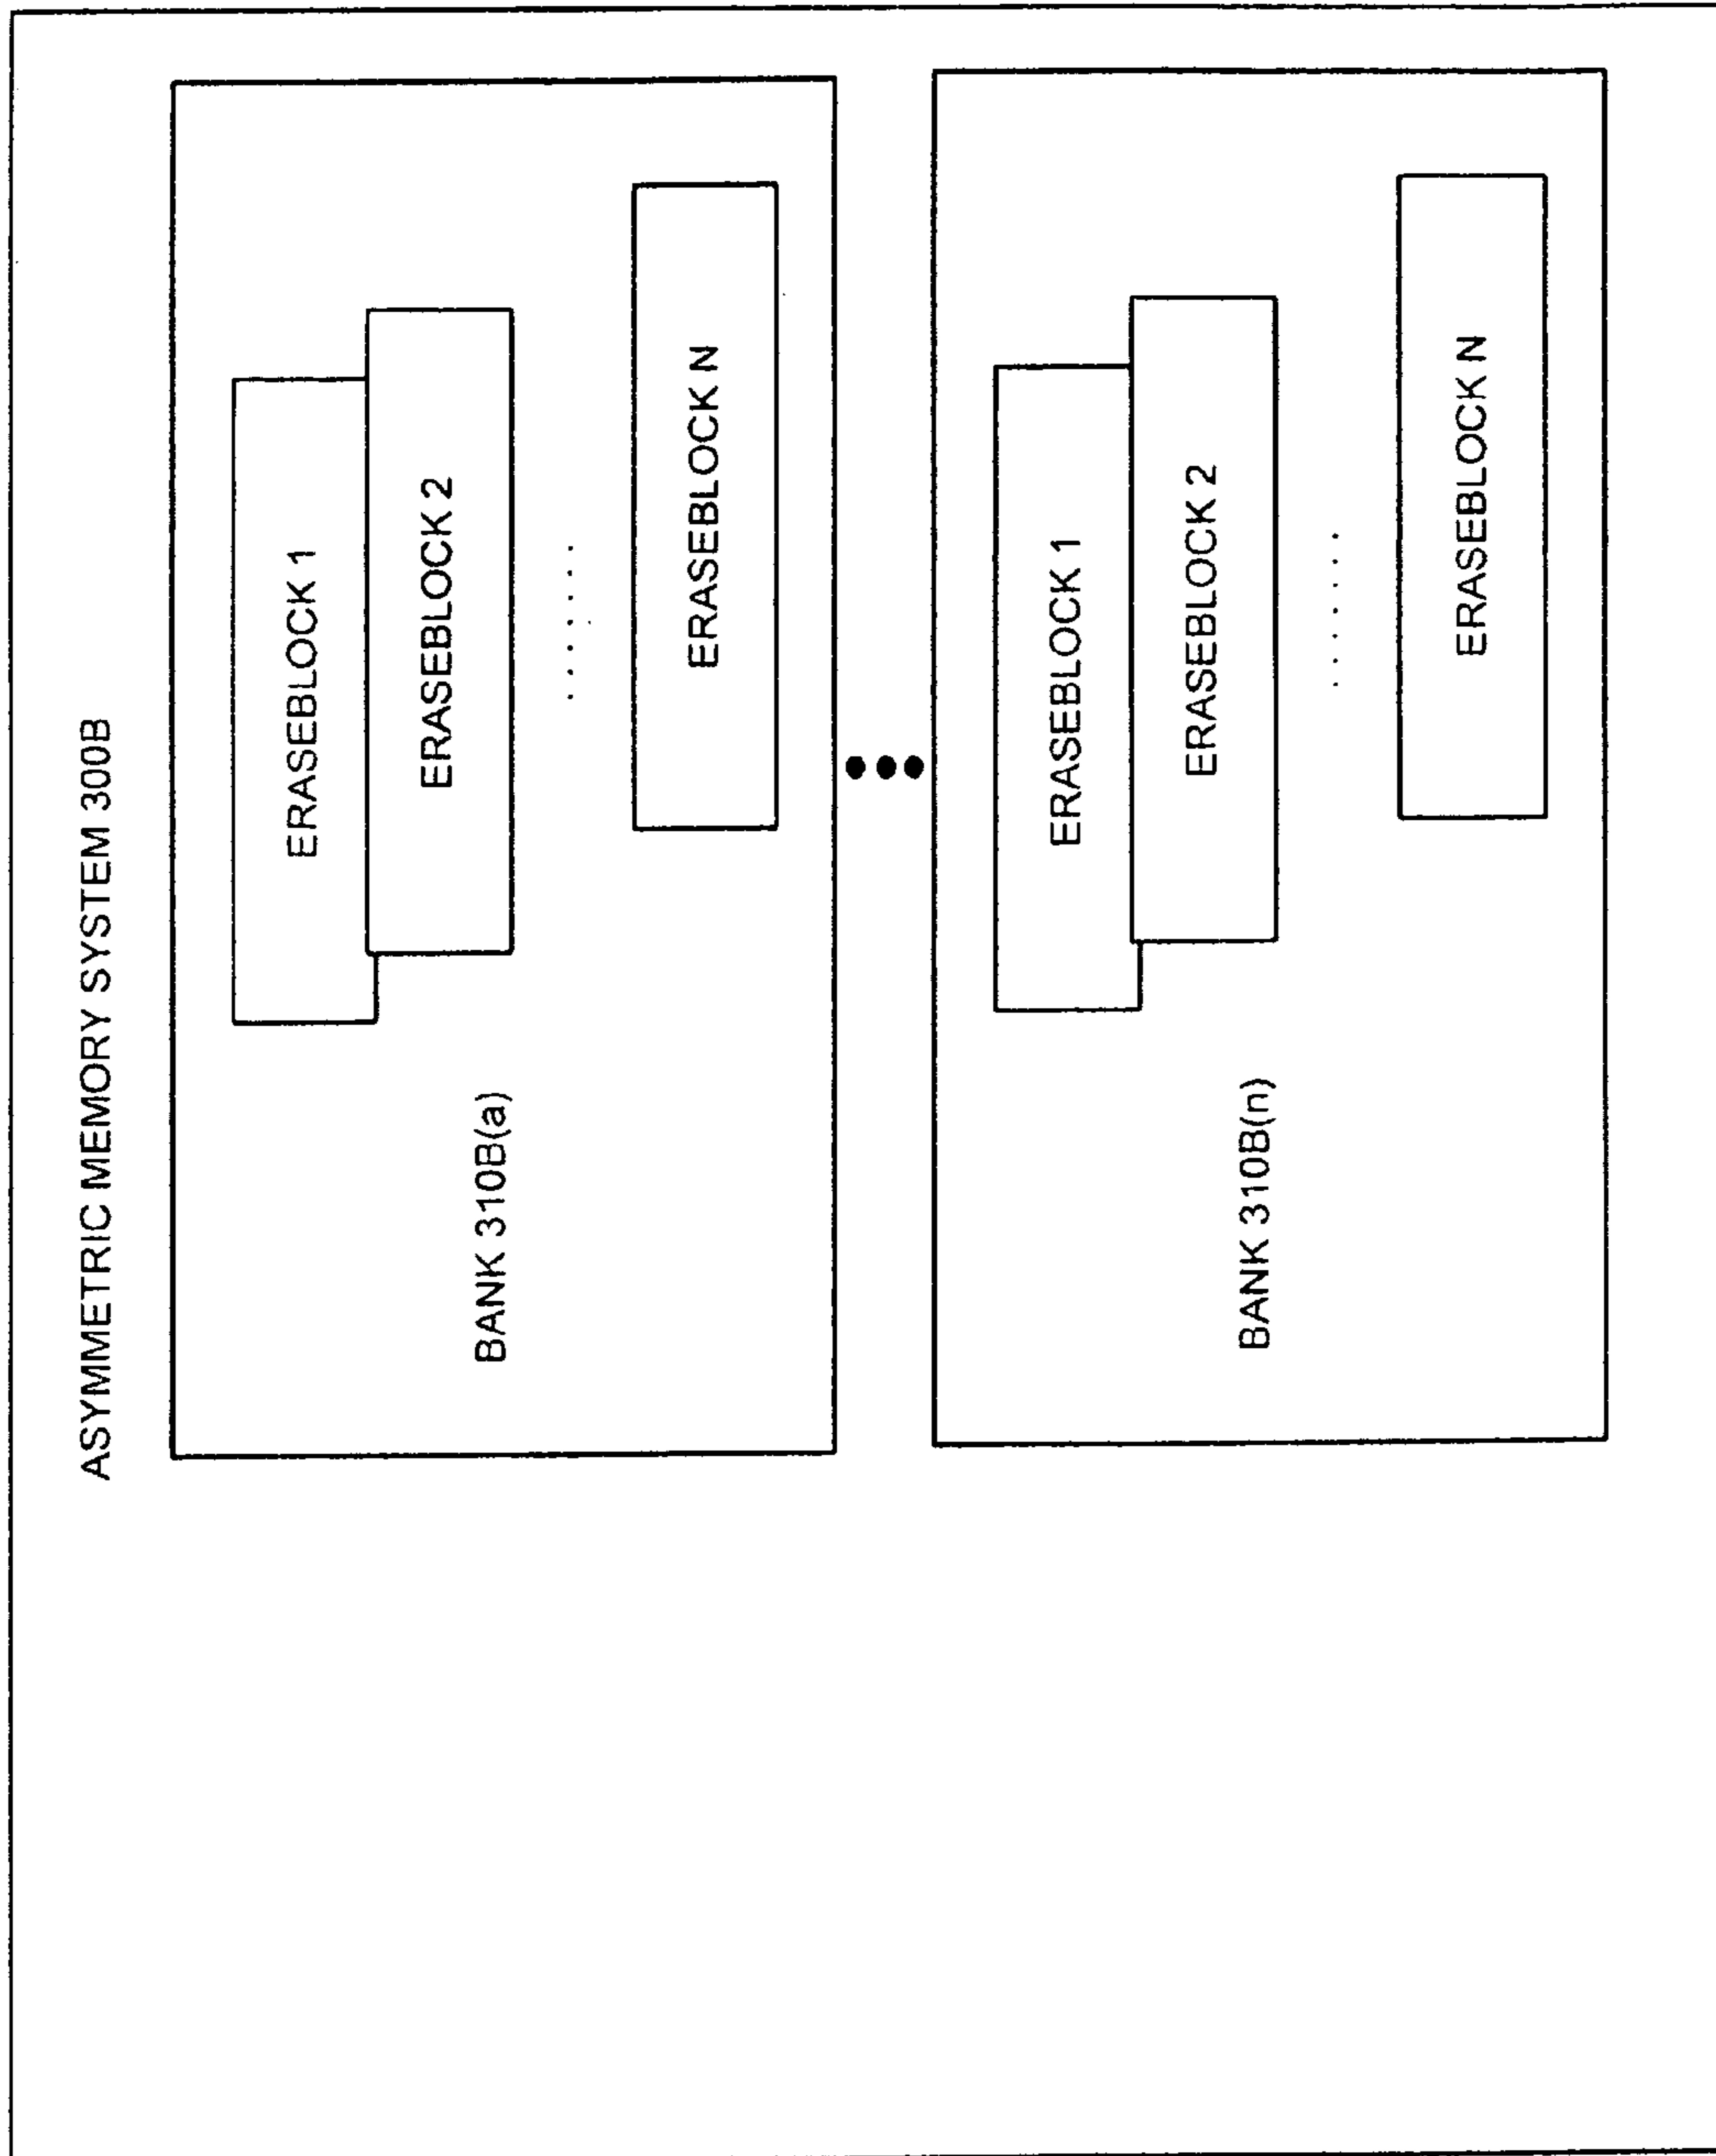 ASYMMETRIC MEMORY SYSTEM 300B
BANK 310B(a)
ERASEBLOCK 1
ERASEBLOCK 2
.......
ERASEBLOCK N
•••
BANK 310B(n)
ERASEBLOCK 1
ERASEBLOCK 2
.......
ERASEBLOCK N